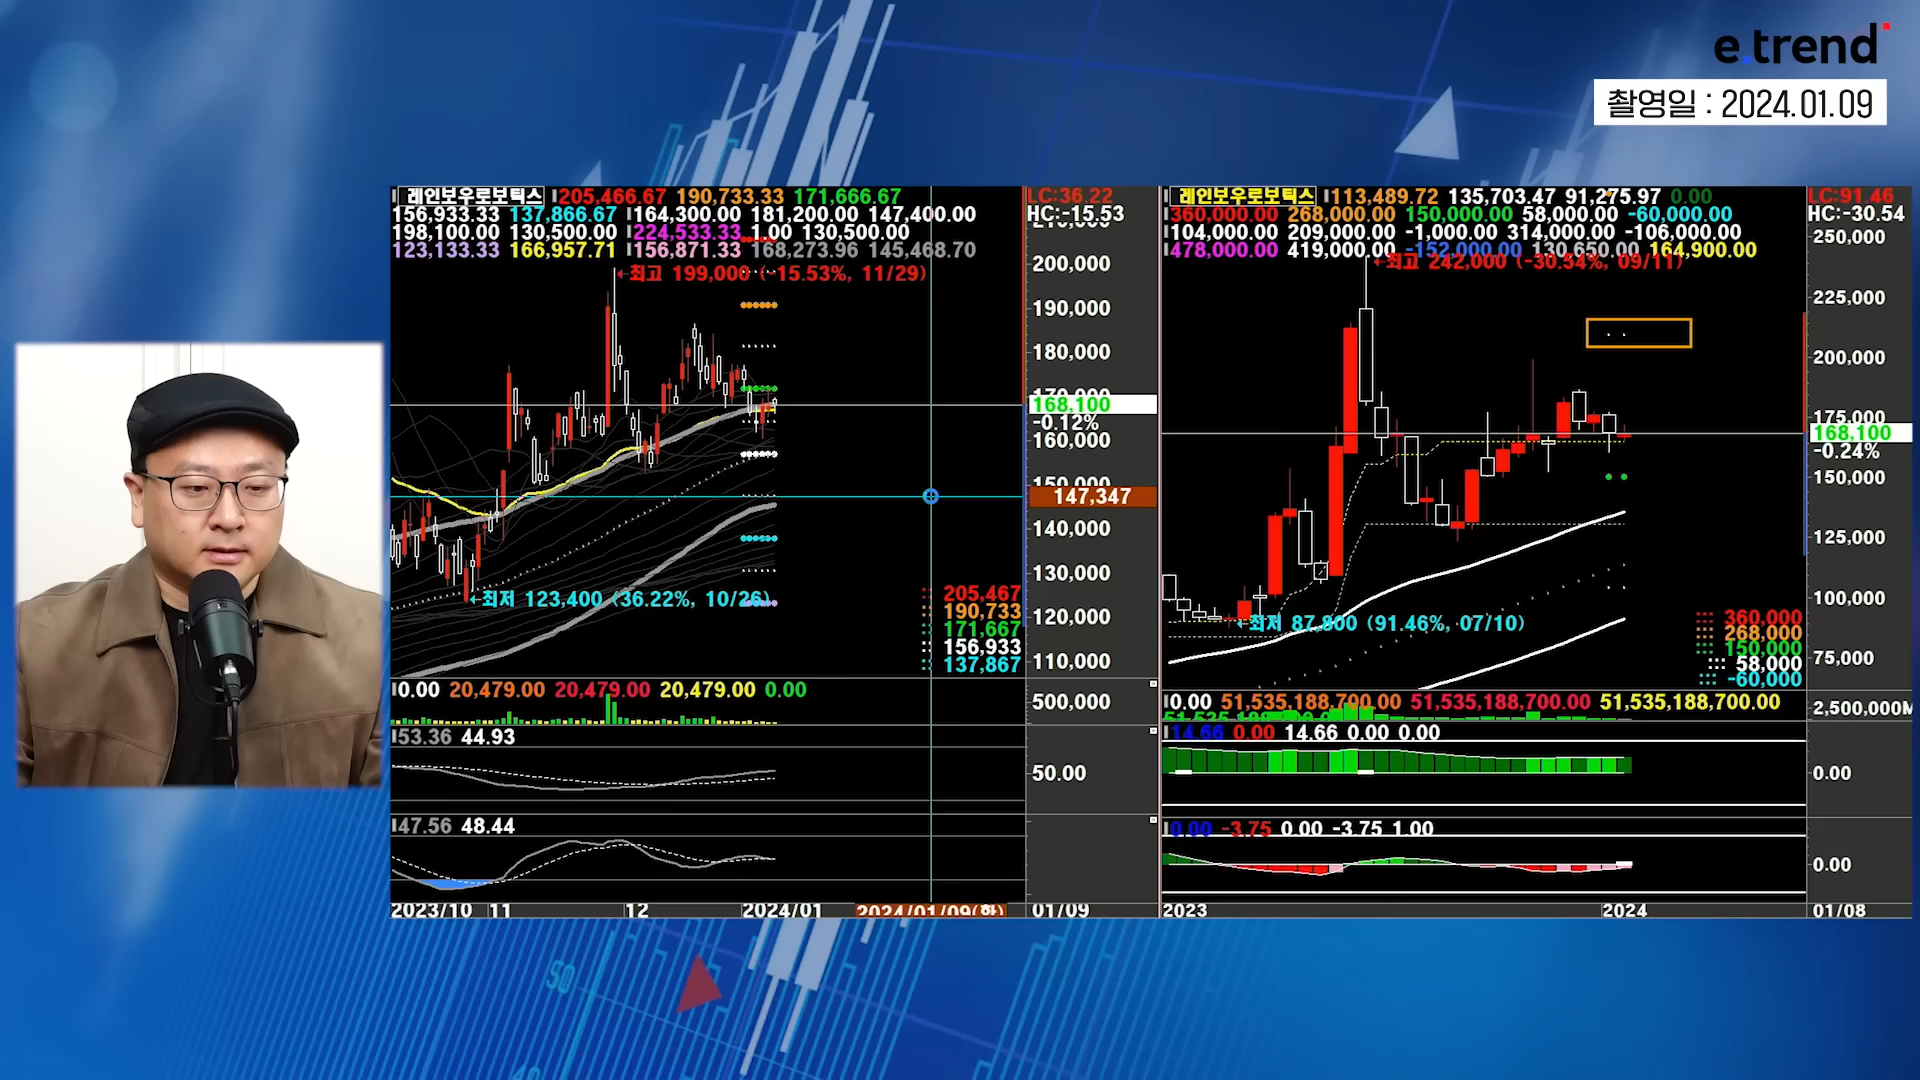 e.trend
촬영일 : 2024.01.09
레인보우로보틱스 205,466.67 190,733.33 171,666.67
156,933.33 137,866.67 164,300.00 181,200.00 147,400.00
198,100.00 130,500.00 224,533.33 1.00 130,500.00
123,133.33 166,957.71 156,871.33 168,273.96 145,468.70
←최고 199,000 (-15.53%, 11/29)
←최저 123,400 (36.22%, 10/26)
205,467
190,733
171,667
156,933
137,867
LC:36.22
HC:-15.53
200,000
190,000
180,000
168,100
-0.12%
160,000
147,347
140,000
130,000
120,000
110,000
0.00 20,479.00 20,479.00 20,479.00 0.00
500,000
53.36 44.93
50.00
47.56 48.44
2023/10 11 12 2024/01 2024/01/09(화) 01/09
레인보우로보틱스 113,489.72 135,703.47 91,275.97 0.00
360,000.00 268,000.00 150,000.00 58,000.00 -60,000.00
104,000.00 209,000.00 -1,000.00 314,000.00 -106,000.00
478,000.00 419,000.00 -152,000.00 130,650.00 164,900.00
←최고 242,000 (-30.54%, 09/11)
←최저 87,800 (91.46%, 07/10)
360,000
268,000
150,000
58,000
-60,000
LC:91.46
HC:-30.54
250,000
225,000
200,000
175,000
168,100
-0.24%
150,000
125,000
100,000
75,000
0.00 51,535,188,700.00 51,535,188,700.00 51,535,188,700.00
2,500,000M
14.66 0.00 14.66 0.00 0.00
0.00
0.00 -3.75 0.00 -3.75 1.00
0.00
2023 2024 01/08